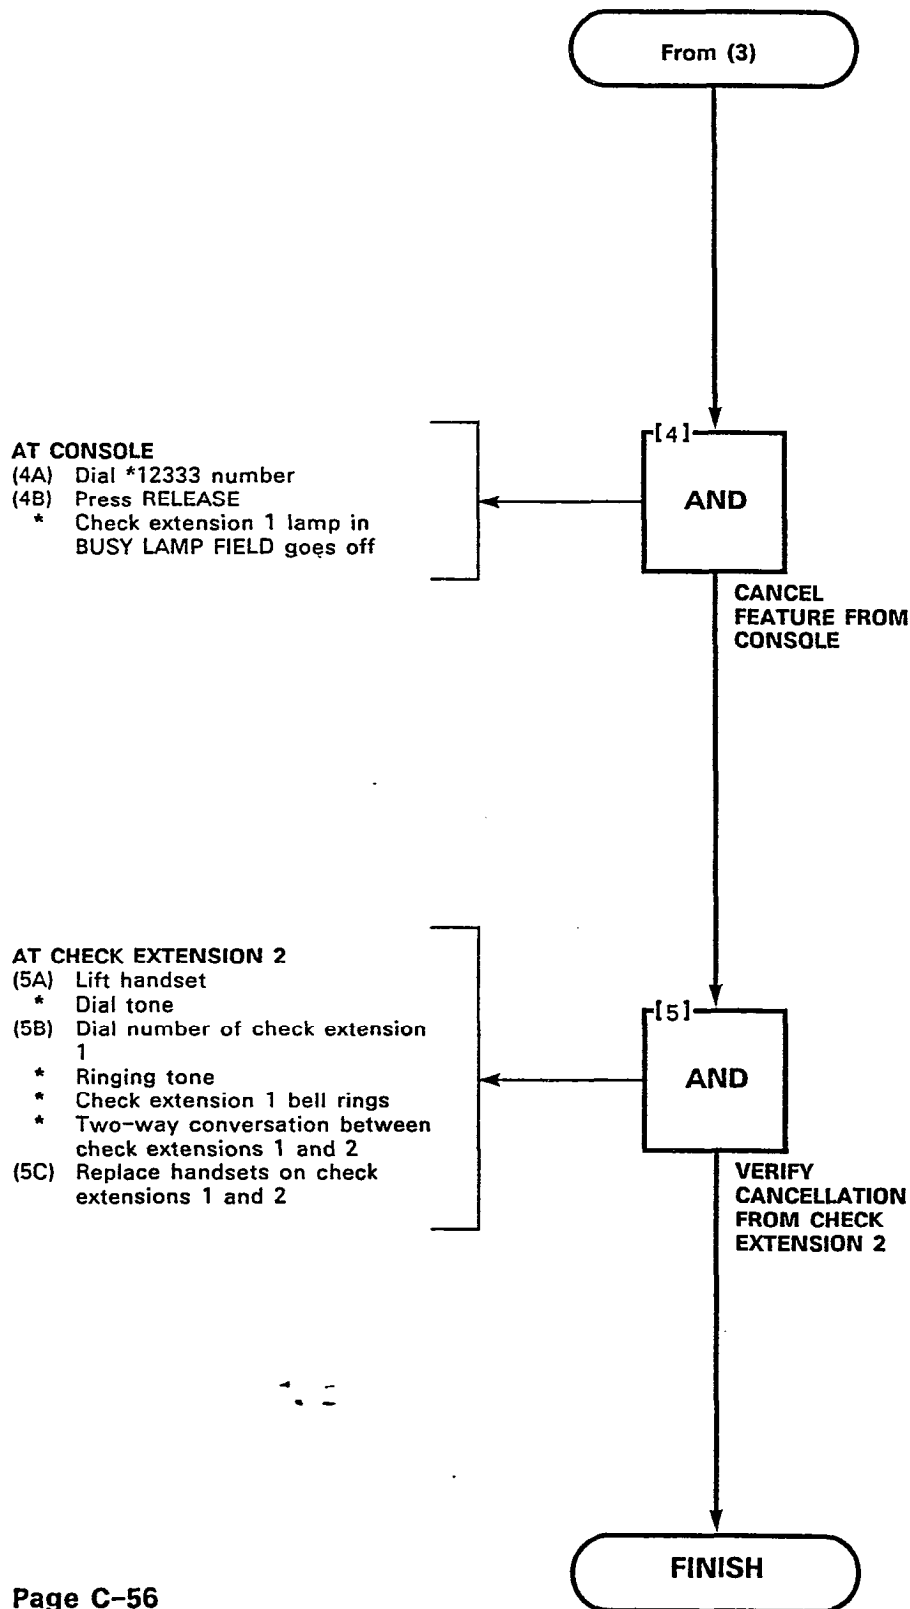 From (3)
[4]
AND
AT CONSOLE
(4A) Dial *12333 number
(4B) Press RELEASE
* Check extension 1 lamp in
BUSY LAMP FIELD goes off
CANCEL
FEATURE FROM
CONSOLE
[5]
AND
AT CHECK EXTENSION 2
(5A) Lift handset
* Dial tone
(5B) Dial number of check extension
1
* Ringing tone
* Check extension 1 bell rings
* Two-way conversation between
check extensions 1 and 2
(5C) Replace handsets on check
extensions 1 and 2
VERIFY
CANCELLATION
FROM CHECK
EXTENSION 2
FINISH
Page C-56